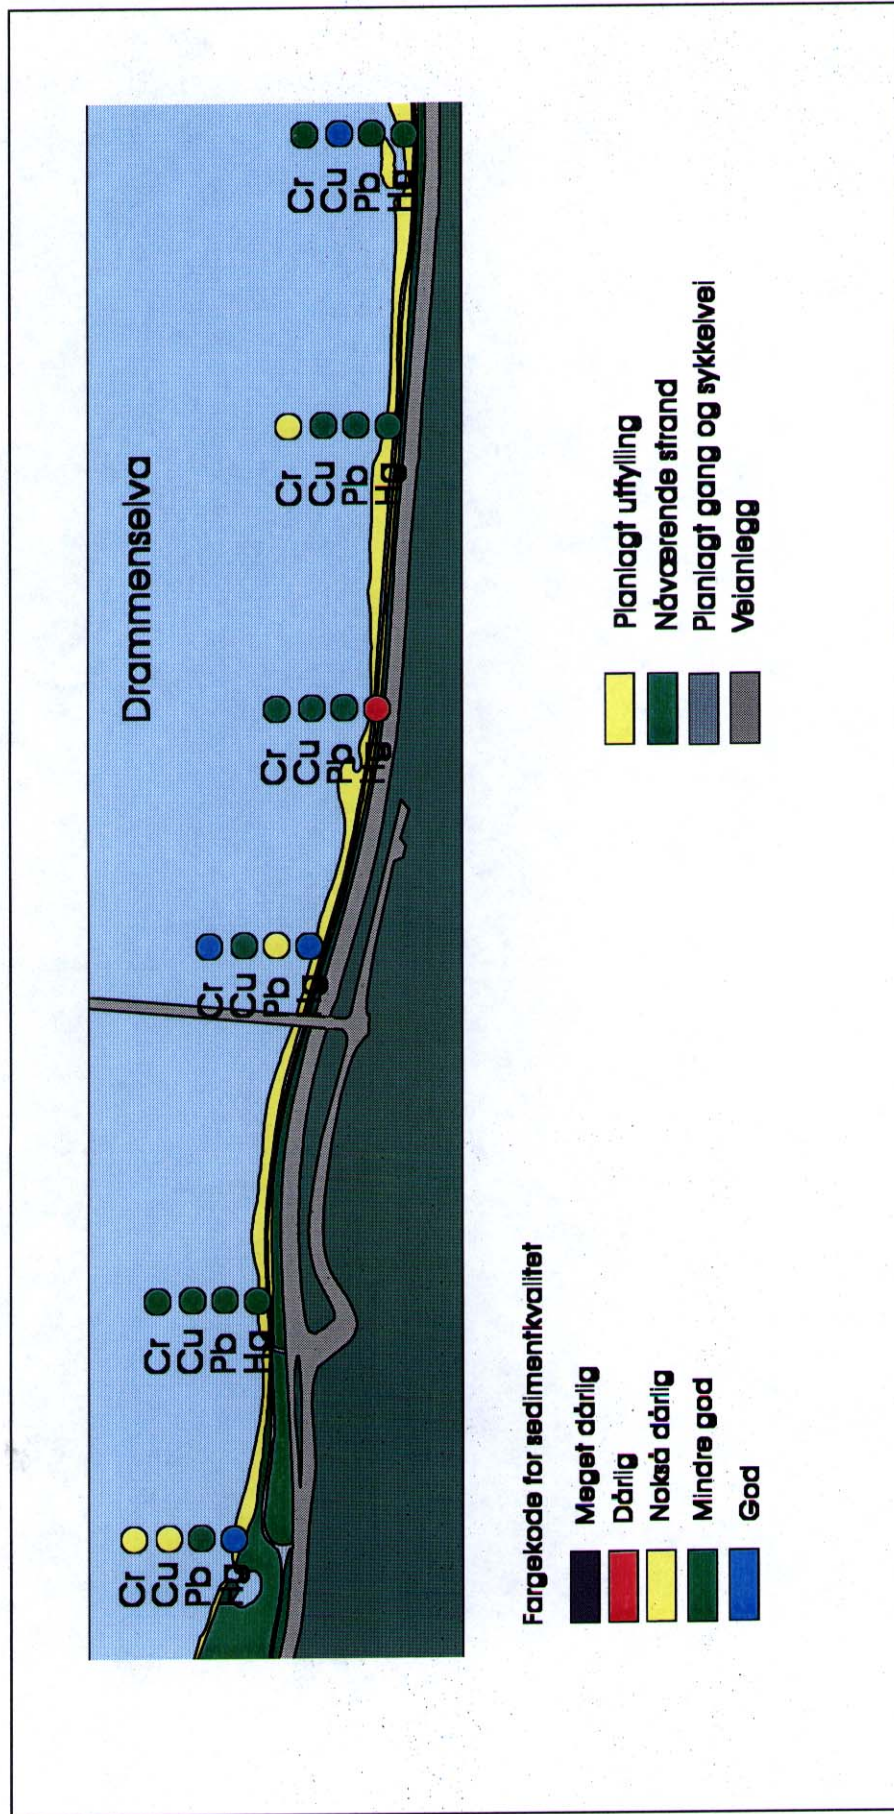 Drammenselva
Cr
Cu
Pb
Hg
Cr
Cu
Pb
Hg
Cr
Cu
Pb
Hg
Cr
Cu
Pb
Hg
Cr
Cu
Pb
Hg
Cr
Cu
Pb
Hg
Fargekode for sedimentkvalitet
Meget dårlig
Dårlig
Nokså dårlig
Mindre god
God
Planlagt utfylling
Nåværende strand
Planlagt gang og sykkelvei
Veianlegg